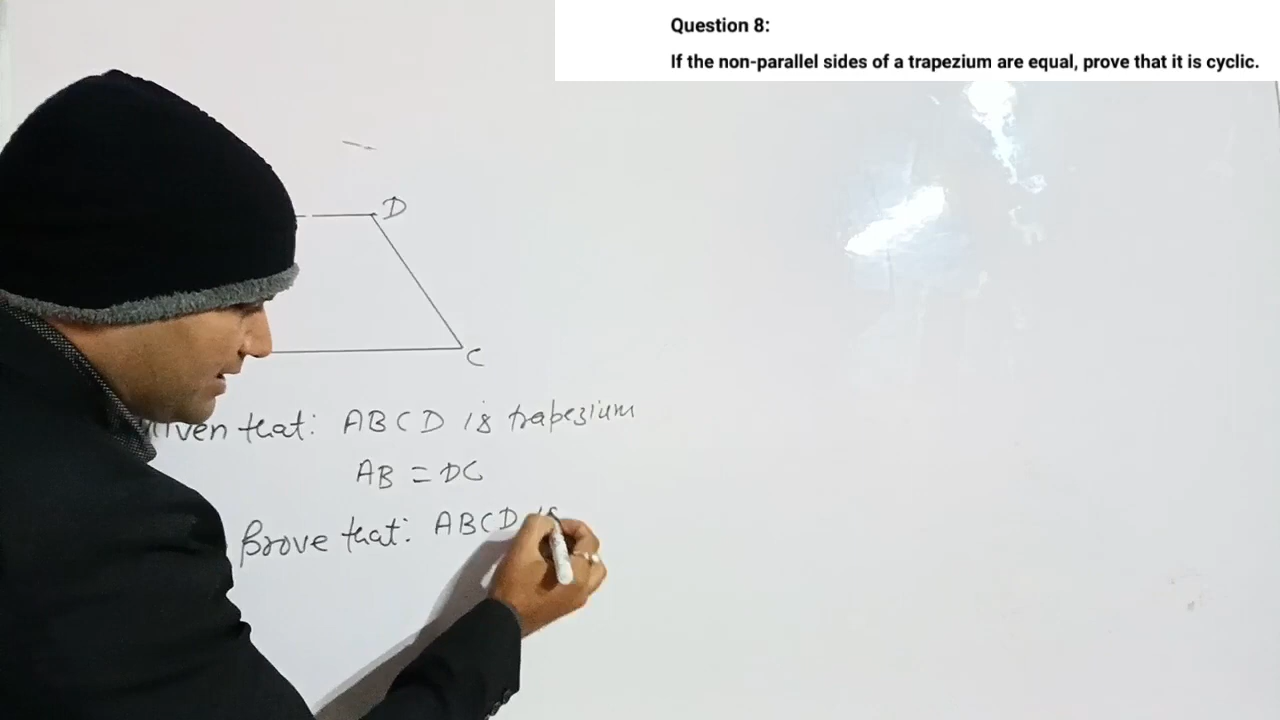 Question 8:
If the non-parallel sides of a trapezium are equal, prove that it is cyclic.
D
C
that: ABCD is trapezium
AB = DC
Prove that: ABCD is